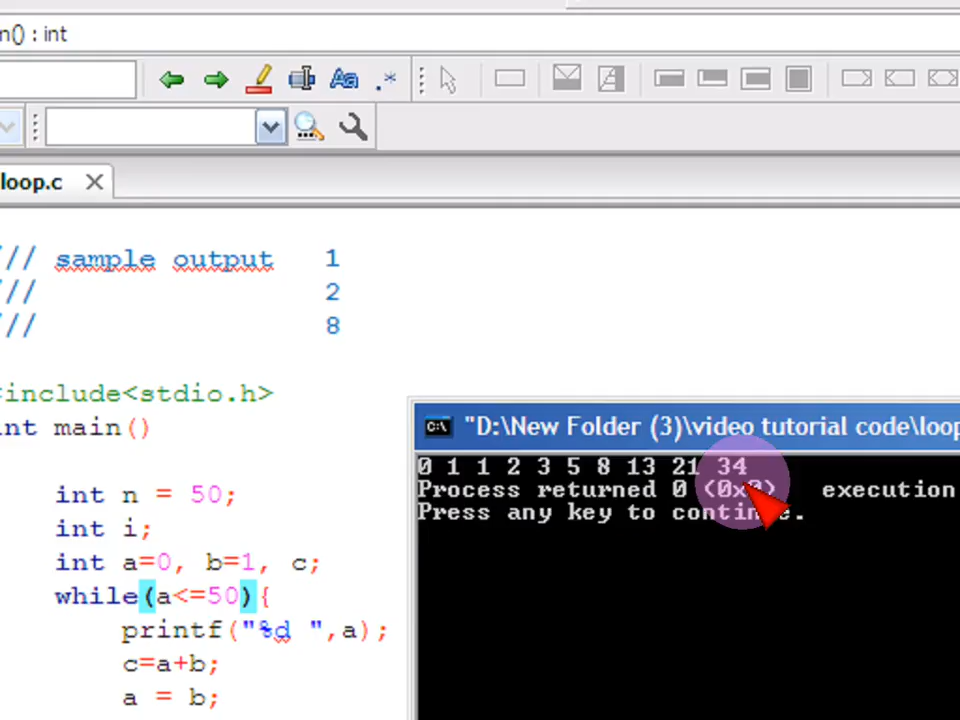 n() : int
loop.c
/// sample output 1
/// 2
/// 8
#include<stdio.h>
int main()
"D:\New Folder (3)\video tutorial code\loop
0 1 1 2 3 5 8 13 21 34
Process returned 0 (0x0) execution
Press any key to continue.
int n = 50;
int i;
int a=0, b=1, c;
while(a<=50){
printf("%d ",a);
c=a+b;
a = b;